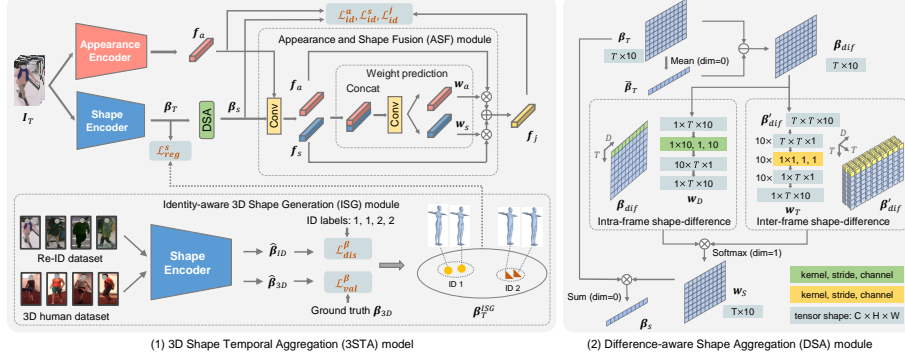 f_a
L^a_id, L^s_id, L^j_id
Appearance
Encoder
Appearance and Shape Fusion (ASF) module
I_T
Shape
Encoder
β_T
DSA
β_s
Conv
f_a
f_s
Weight prediction
Concat
Conv
w_a
w_s
f_j
L^s_reg
Identity-aware 3D Shape Generation (ISG) module
ID labels: 1, 1, 2, 2
Re-ID dataset
3D human dataset
Shape
Encoder
β̂_ID
L^β_dis
β̂_3D
L^β_val
Ground truth β_3D
ID 1
ID 2
β^ISG_T
(1) 3D Shape Temporal Aggregation (3STA) model
β_T
T×10
Mean (dim=0)
β̄_T
β_dif
T×10
T
D
β_dif
1× T × 10
1×10, 1, 10
10× T ×1
1× T × 10
w_D
Intra-frame shape-difference
β'_dif
T × T × 10
10×
T × T ×1
10×
1×1, 1, 1
10×
1× T ×1
1× T × 10
w_T
D
T
T
β'_dif
Inter-frame shape-difference
Softmax (dim=1)
Sum (dim=0)
β_s
w_S
T×10
kernel, stride, channel
kernel, stride, channel
tensor shape: C × H × W
(2) Difference-aware Shape Aggregation (DSA) module